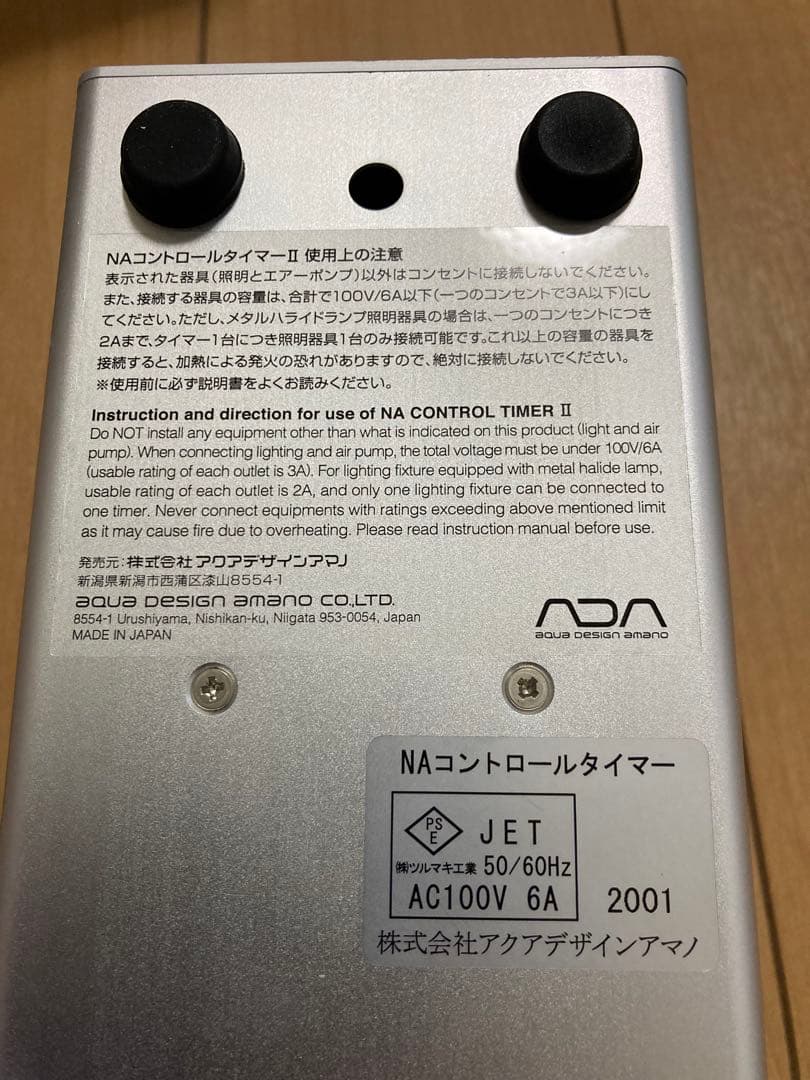 NAコントロールタイマーⅡ 使用上の注意
表示された器具(照明とエアーポンプ)以外はコンセントに接続しないでください。
また、接続する器具の容量は、合計で100V/6A以下(一つのコンセントで3A以下)にし
てください。ただし、メタルハライドランプ照明器具の場合は、一つのコンセントにつき
2Aまで、タイマー1台につき照明器具1台のみ接続可能です。これ以上の容量の器具を
接続すると、加熱による発火の恐れがありますので、絶対に接続しないでください。
※使用前に必ず説明書をよくお読みください。
Instruction and direction for use of NA CONTROL TIMER Ⅱ
Do NOT install any equipment other than what is indicated on this product (light and air
pump). When connecting lighting and air pump, the total voltage must be under 100V/6A
(usable rating of each outlet is 3A). For lighting fixture equipped with metal halide lamp,
usable rating of each outlet is 2A, and only one lighting fixture can be connected to
one timer. Never connect equipments with ratings exceeding above mentioned limit
as it may cause fire due to overheating. Please read instruction manual before use.
発売元:株式会社アクアデザインアマノ
新潟県新潟市西蒲区漆山8554-1
aqua DESIGN amano CO.,LTD.
8554-1 Urushiyama, Nishikan-ku, Niigata 953-0054, Japan
MADE IN JAPAN
ADA
aqua DESIGN amano
NAコントロールタイマー
PSE JET
㈱ツルマキ工業 50/60Hz
AC100V 6A 2001
株式会社アクアデザインアマノ